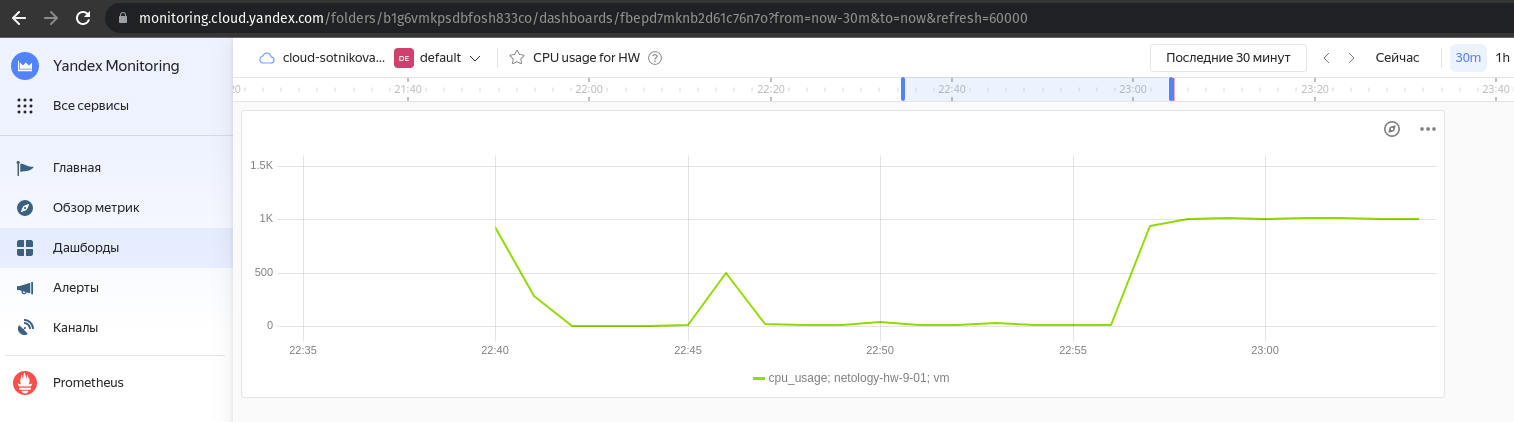 monitoring.cloud.yandex.com/folders/b1g6vmkpsdbfosh833co/dashboards/fbepd7mknb2d61c76n7o?from=now-30m&to=now&refresh=60000
Yandex Monitoring
cloud-sotnikova... DE default CPU usage for HW ? Последние 30 минут Сейчас 30m 1h
20 21:40 22:00 22:20 22:40 23:00 23:20 23:40
Все сервисы
Главная
Обзор метрик
Дашборды
Алерты
Каналы
Prometheus
1.5K
1K
500
0
22:35 22:40 22:45 22:50 22:55 23:00
cpu_usage; netology-hw-9-01; vm